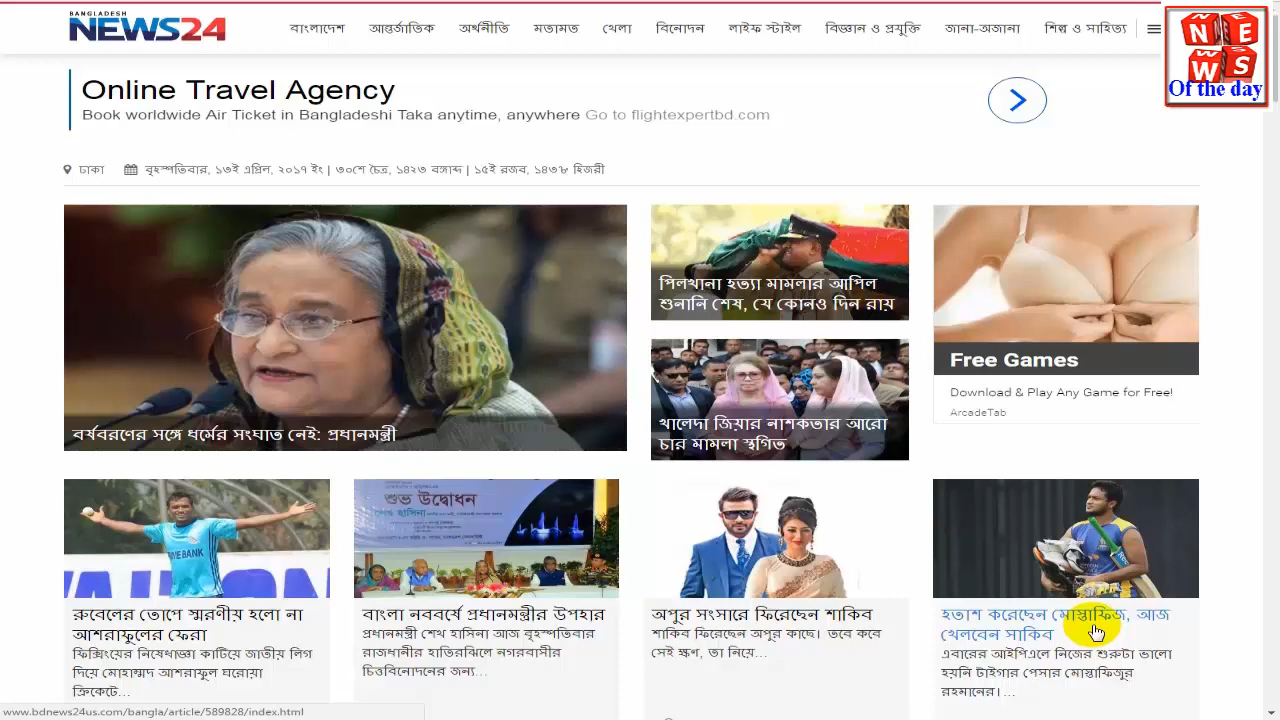 BANGLADESH
NEWS24
বাংলাদেশ আন্তর্জাতিক অর্থনীতি মতামত খেলা বিনোদন লাইফ স্টাইল বিজ্ঞান ও প্রযুক্তি জানা-অজানা শিল্প ও সাহিত্য
NEWS
Of the day
Online Travel Agency
Book worldwide Air Ticket in Bangladeshi Taka anytime, anywhere Go to flightexpertbd.com
ঢাকা বৃহস্পতিবার, ১৩ই এপ্রিল, ২০১৭ ইং | ৩০শে চৈত্র, ১৪২৩ বঙ্গাব্দ | ১৫ই রজব, ১৪৩৮ হিজরী
বর্ষবরণের সঙ্গে ধর্মের সংঘাত নেই: প্রধানমন্ত্রী
পিলখানা হত্যা মামলার আপিল
শুনানি শেষ, যে কোনও দিন রায়
খালেদা জিয়ার নাশকতার আরো
চার মামলা স্থগিত
Free Games
Download & Play Any Game for Free!
ArcadeTab
শুভ উদ্বোধন
শেখ হাসিনা
রুবেলের তোপে স্মরণীয় হলো না
আশরাফুলের ফেরা
ফিক্সিংয়ের নিষেধাজ্ঞা কাটিয়ে জাতীয় লিগ
দিয়ে মোহাম্মদ আশরাফুল ঘরোয়া
ক্রিকেটে...
বাংলা নববর্ষে প্রধানমন্ত্রীর উপহার
প্রধানমন্ত্রী শেখ হাসিনা আজ বৃহস্পতিবার
রাজধানীর হাতিরঝিলে নগরবাসীর
চিত্তবিনোদনের জন্য...
অপুর সংসারে ফিরেছেন শাকিব
শাকিব ফিরেছেন অপুর কাছে। তবে কবে
সেই ক্ষণ, তা নিয়ে...
হতাশ করেছেন মোস্তাফিজ, আজ
খেলবেন সাকিব
এবারের আইপিএলে নিজের শুরুটা ভালো
হয়নি টাইগার পেসার মোস্তাফিজুর
রহমানের।...
www.bdnews24us.com/bangla/article/589828/index.html